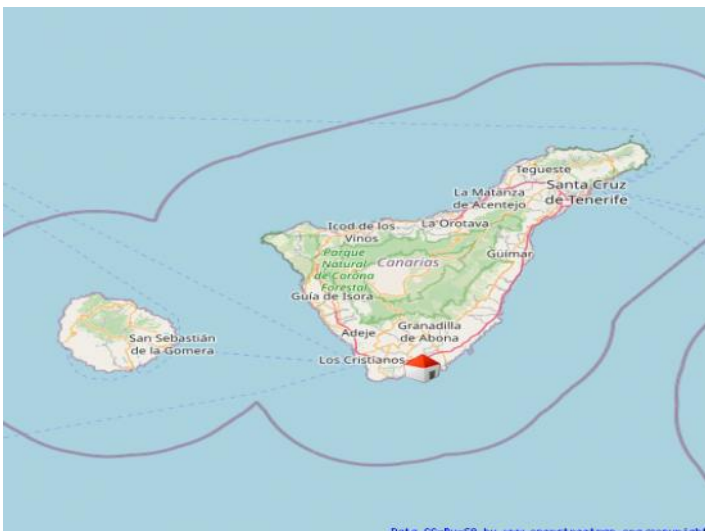 Tegueste
La Matanza
de Acentejo
Santa Cruz
de Tenerife
La Orotava
Icod de los
Vinos
Güímar
Parque
Natural
de Corona
Forestal
Canarias
Guía de Isora
Granadilla
de Abona
Adeje
San Sebastián
de la Gomera
Los Cristianos